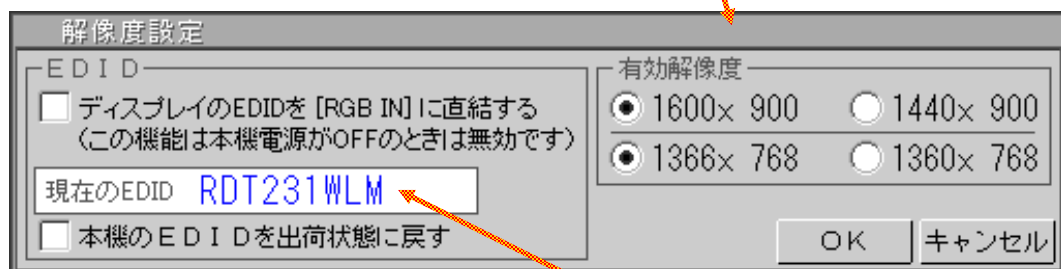 解像度設定
ＥＤＩＤ
ディスプレイのEDIDを [RGB IN] に直結する
（この機能は本機電源がOFFのときは無効です）
現在のEDID RDT231WLM
本機のＥＤＩＤを出荷状態に戻す
有効解像度
1600x 900 1440x 900
1366x 768 1360x 768
ＯＫ キャンセル